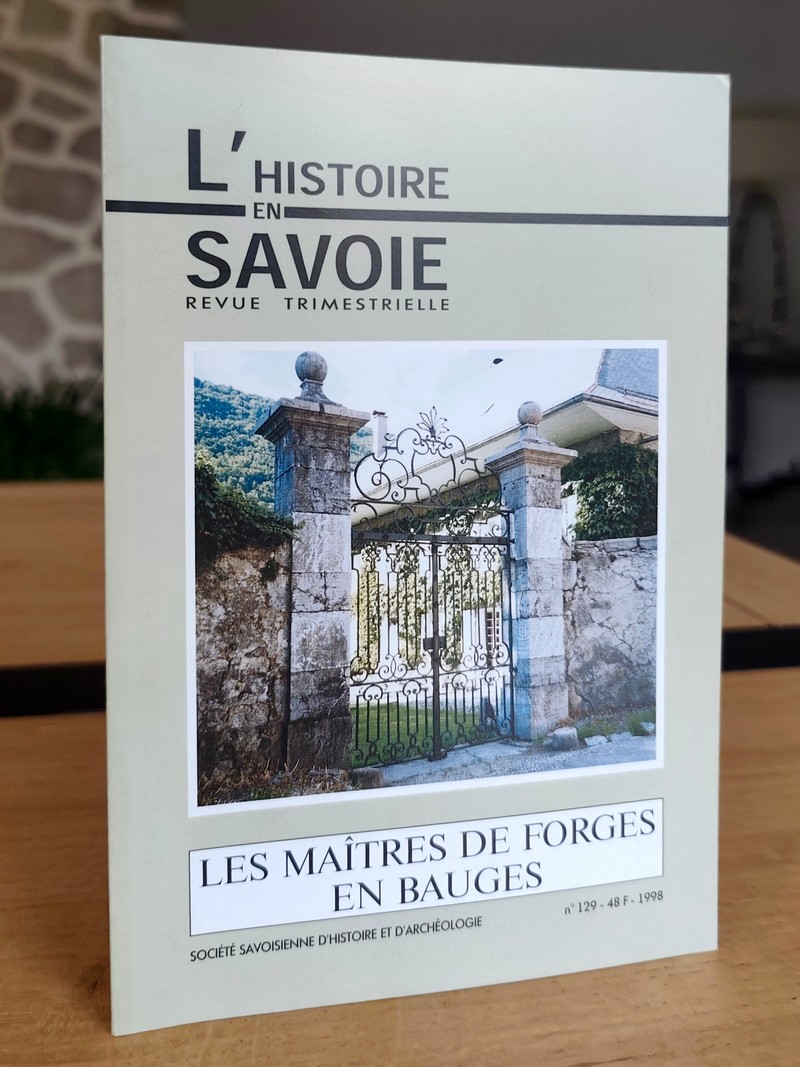 L'HISTOIRE
EN
SAVOIE
REVUE TRIMESTRIELLE
LES MAÎTRES DE FORGES
EN BAUGES
n° 129 - 48 F - 1998
SOCIÉTÉ SAVOISIENNE D'HISTOIRE ET D'ARCHÉOLOGIE